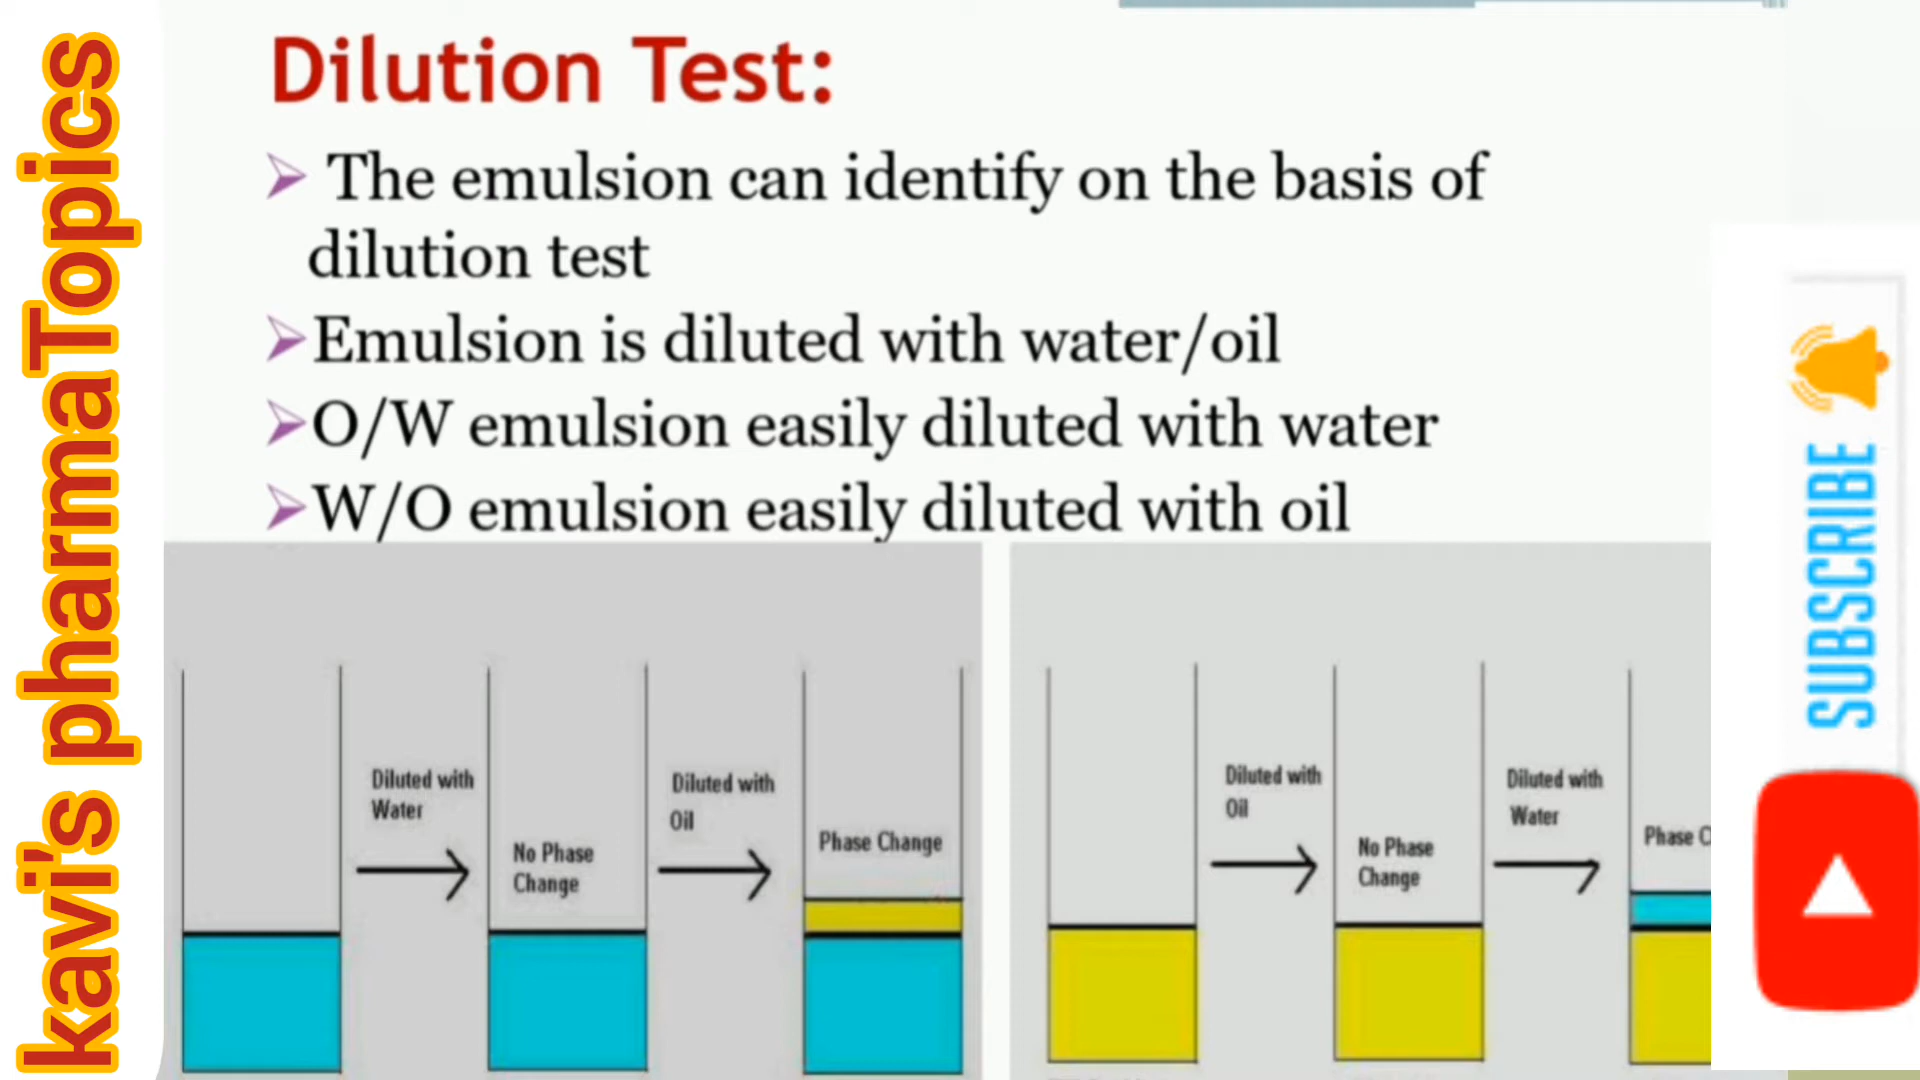 kavi's pharmaTopics
Dilution Test:
The emulsion can identify on the basis of
dilution test
Emulsion is diluted with water/oil
O/W emulsion easily diluted with water
W/O emulsion easily diluted with oil
Diluted with
Water
No Phase
Change
Diluted with
Oil
Phase Change
Diluted with
Oil
No Phase
Change
Diluted with
Water
Phase C
SUBSCRIBE